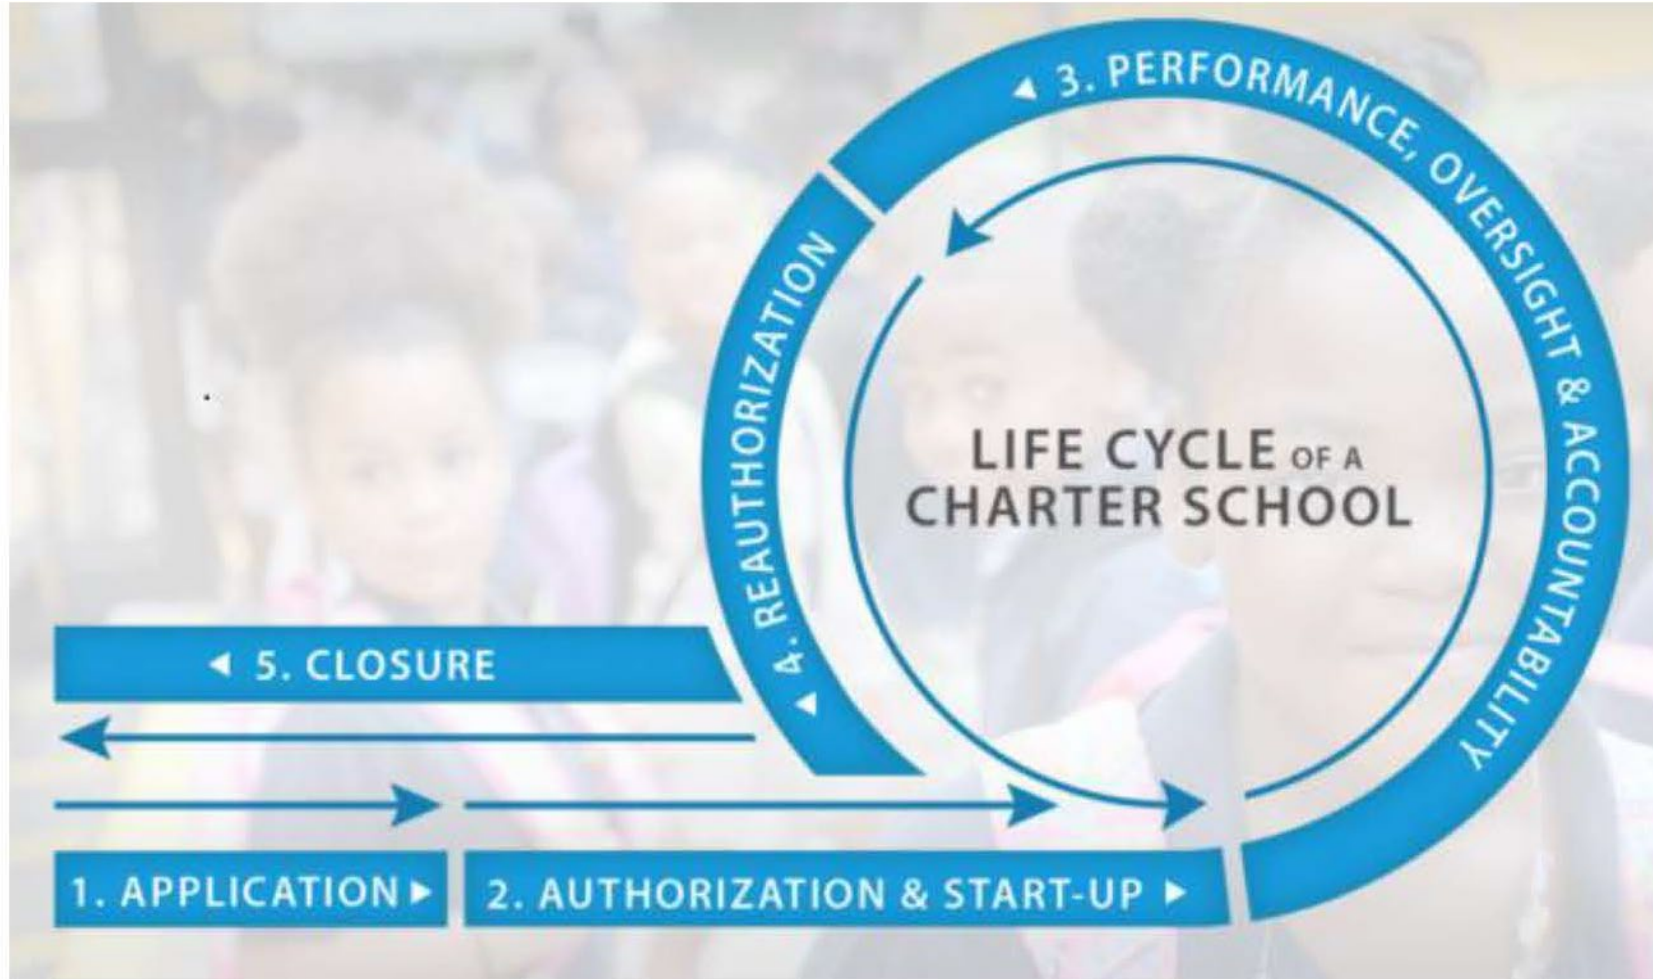 LIFE CYCLE OF A
CHARTER SCHOOL
1. APPLICATION
2. AUTHORIZATION & START-UP
3. PERFORMANCE, OVERSIGHT & ACCOUNTABILITY
4. REAUTHORIZATION
5. CLOSURE